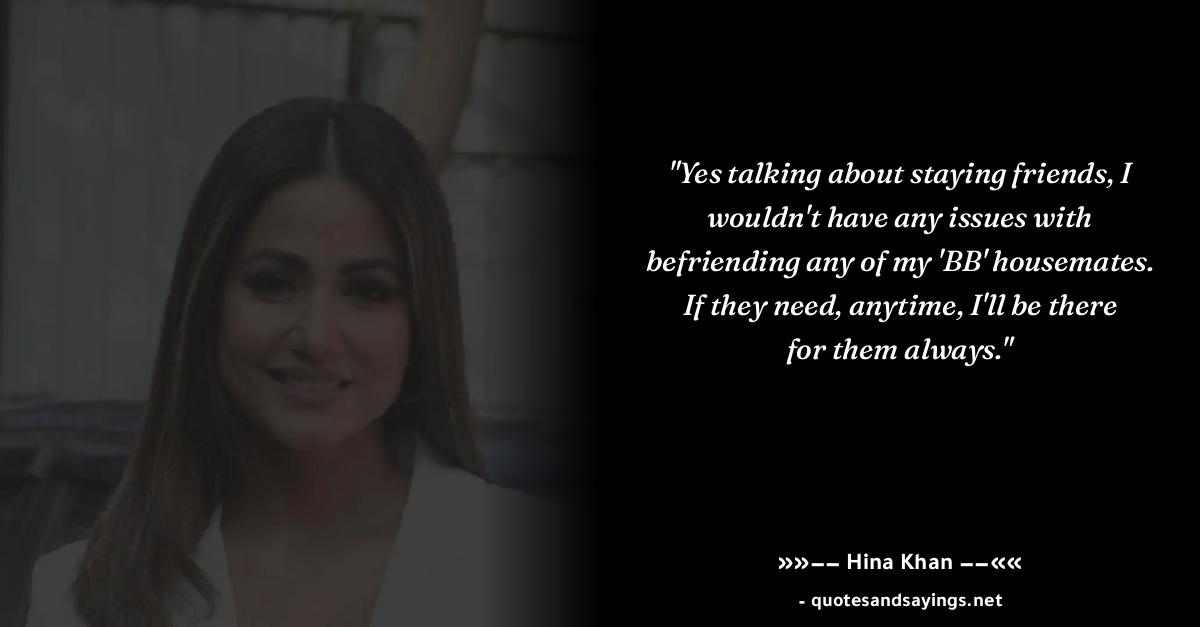 "Yes talking about staying friends, I
wouldn't have any issues with
befriending any of my 'BB' housemates.
If they need, anytime, I'll be there
for them always."
»»−− Hina Khan −−««
- quotesandsayings.net